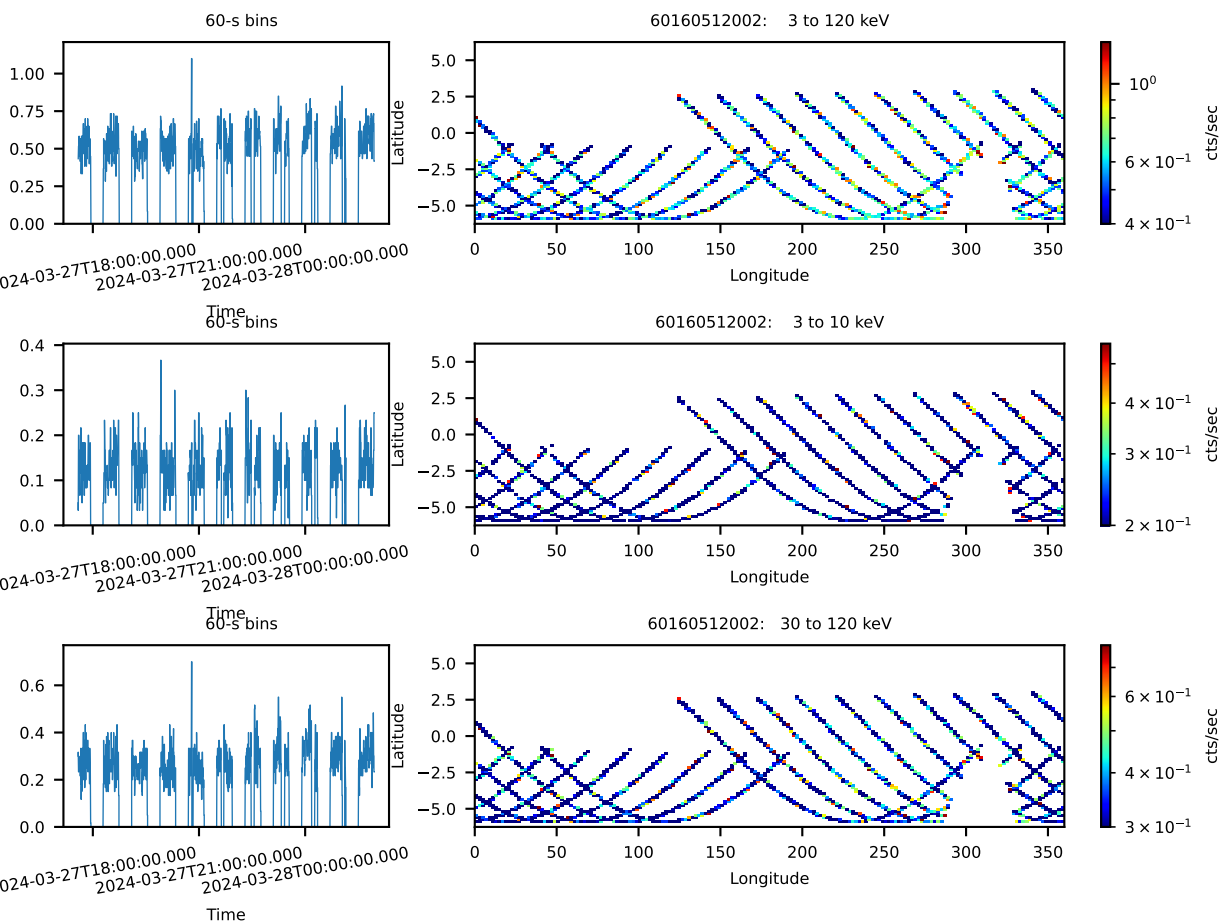 60-s bins
60160512002: 3 to 120 keV
1.00
0.75
0.50
0.25
0.00
Latitude
5.0
2.5
0.0
−2.5
−5.0
10⁰
6 × 10⁻¹
4 × 10⁻¹
cts/sec
024-03-27T18:00:00.000
2024-03-27T21:00:00.000
2024-03-28T00:00:00.000
Time
0 50 100 150 200 250 300 350
Longitude
60-s bins
60160512002: 3 to 10 keV
0.4
0.3
0.2
0.1
0.0
Latitude
5.0
2.5
0.0
−2.5
−5.0
4 × 10⁻¹
3 × 10⁻¹
2 × 10⁻¹
cts/sec
024-03-27T18:00:00.000
2024-03-27T21:00:00.000
2024-03-28T00:00:00.000
Time
0 50 100 150 200 250 300 350
Longitude
60-s bins
60160512002: 30 to 120 keV
0.6
0.4
0.2
0.0
Latitude
5.0
2.5
0.0
−2.5
−5.0
6 × 10⁻¹
4 × 10⁻¹
3 × 10⁻¹
cts/sec
024-03-27T18:00:00.000
2024-03-27T21:00:00.000
2024-03-28T00:00:00.000
Time
0 50 100 150 200 250 300 350
Longitude